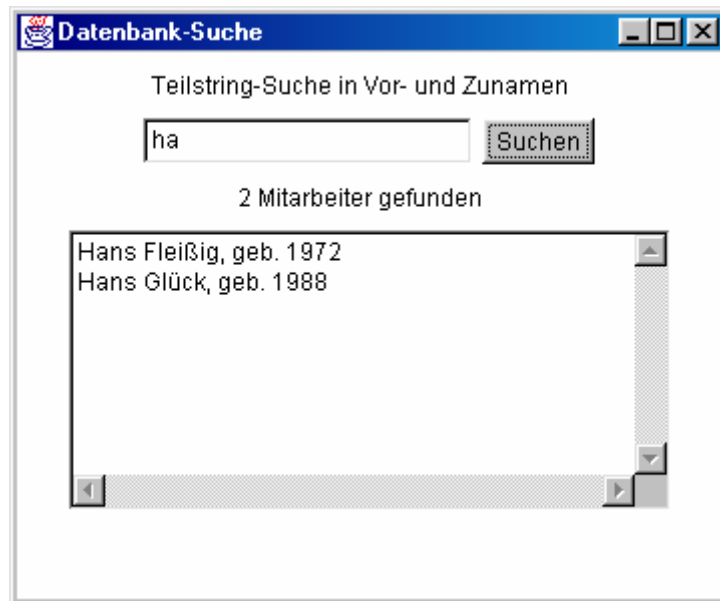 Datenbank-Suche
Teilstring-Suche in Vor- und Zunamen
ha Suchen
2 Mitarbeiter gefunden
Hans Fleißig, geb. 1972
Hans Glück, geb. 1988